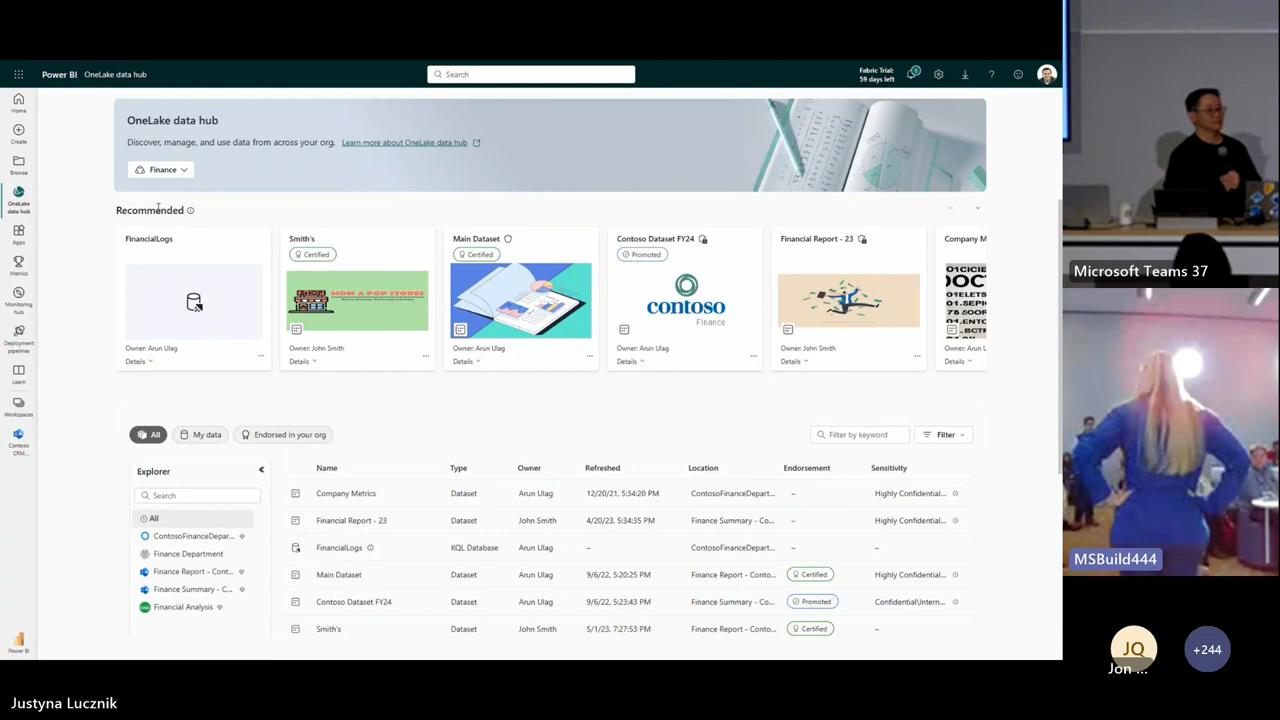 Power BI OneLake data hub
Search
Fabric Trial:
59 days left
1
Home
Create
Browse
OneLake
data hub
Apps
Metrics
Monitoring
hub
Deployment
pipelines
Learn
Workspaces
Contoso
CRM...
Power BI
OneLake data hub
Discover, manage, and use data from across your org. Learn more about OneLake data hub
Finance
Recommended
FinancialLogs
Owner: Arun Ulag
Details
Smith's
Certified
MOM A POP STORES
Owner: John Smith
Details
Main Dataset
Certified
Owner: Arun Ulag
Details
Contoso Dataset FY24
Promoted
contoso
Finance
Owner: Arun Ulag
Details
Financial Report - 23
Owner: John Smith
Details
Company M
Owner: Arun U
Details
All My data Endorsed in your org
Filter by keyword Filter
Explorer
Search
All
ContosoFinanceDepar...
Finance Department
Finance Report - Cont...
Finance Summary - C...
Financial Analysis
Name Type Owner Refreshed Location Endorsement Sensitivity
Company Metrics Dataset Arun Ulag 12/20/21, 5:34:20 PM ContosoFinanceDepart... – Highly Confidential...
Financial Report - 23 Dataset John Smith 4/20/23, 5:34:35 PM Finance Summary - Co... – Highly Confidential...
FinancialLogs KQL Database Arun Ulag – ContosoFinanceDepart... – –
Main Dataset Dataset Arun Ulag 9/6/22, 5:20:25 PM Finance Report - Conto... Certified Highly Confidential...
Contoso Dataset FY24 Dataset Arun Ulag 9/6/22, 5:23:43 PM Finance Summary - Co... Promoted Confidential\Intern...
Smith's Dataset John Smith 5/1/23, 7:27:53 PM Finance Report - Conto... Certified –
Microsoft Teams 37
MSBuild444
JQ
Jon ...
+244
Justyna Lucznik